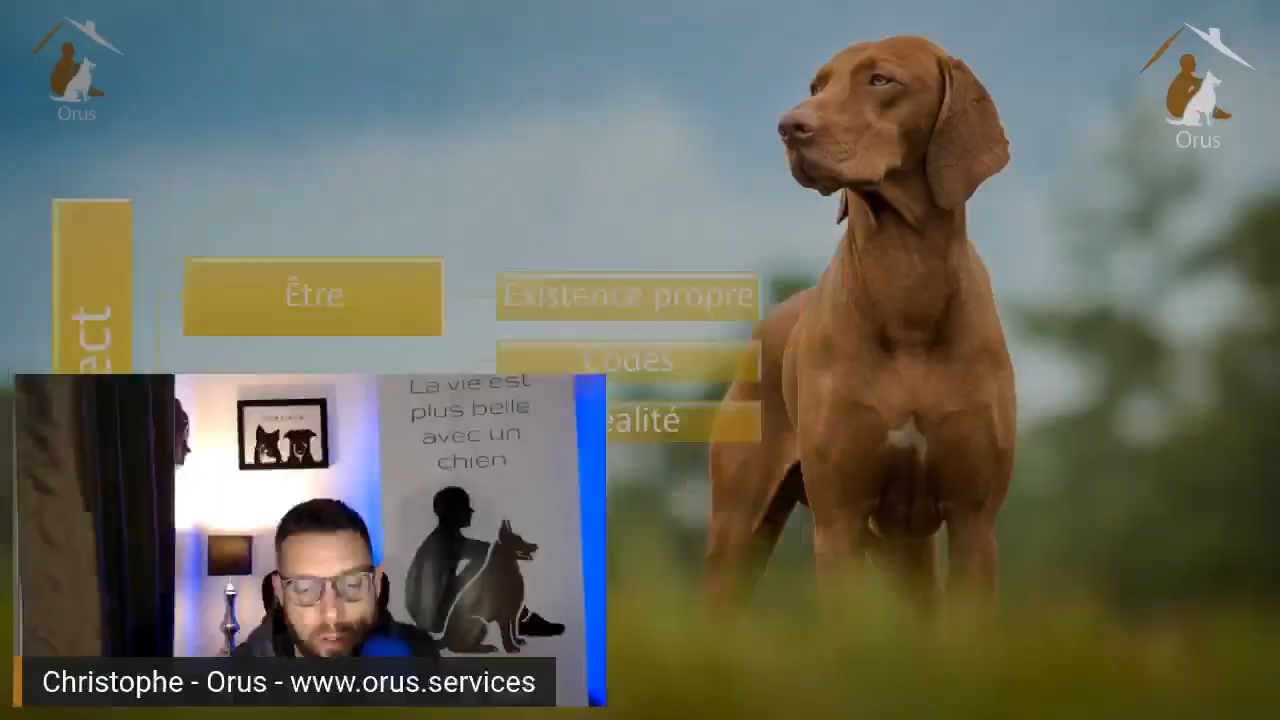 Orus
Orus
Être
Existence propre
Codes
La vie est
plus belle
avec un
chien
Christophe - Orus - www.orus.services